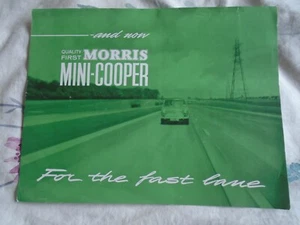 and now
QUALITY FIRST MORRIS
MINI-COOPER
For the fast lane